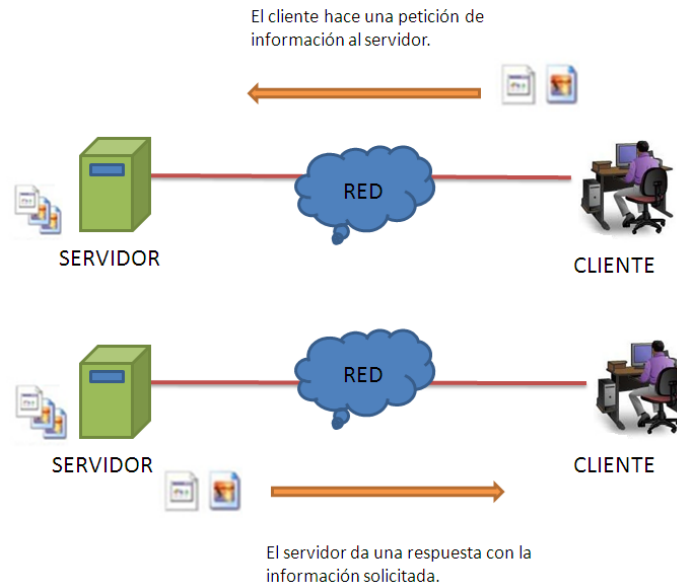 El cliente hace una petición de
información al servidor.
RED
SERVIDOR
CLIENTE
RED
SERVIDOR
CLIENTE
El servidor da una respuesta con la
información solicitada.